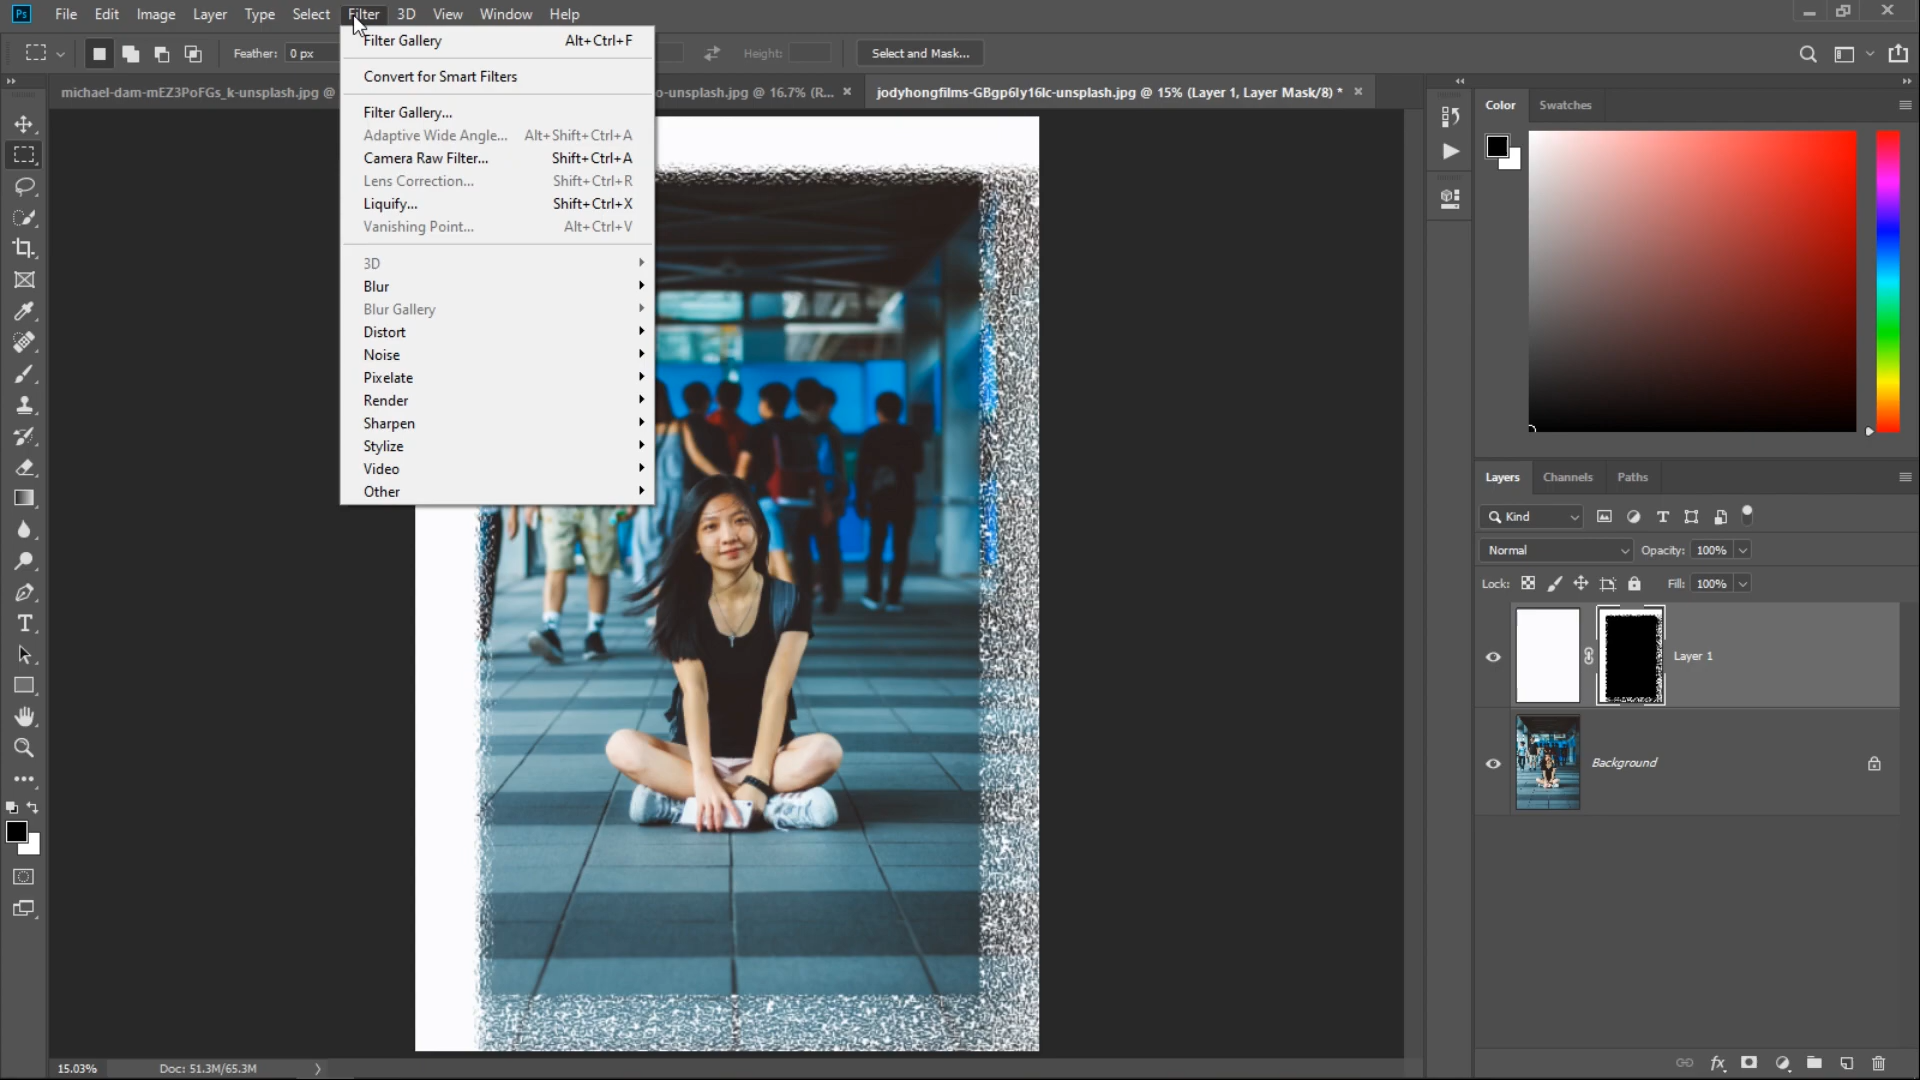 Ps File Edit Image Layer Type Select Filter 3D View Window Help
Feather: 0 px Height: Select and Mask...
michael-dam-mEZ3PoFGs_k-unsplash.jpg @ o-unsplash.jpg @ 16.7% (R... × jodyhongfilms-GBgp6Iy16lc-unsplash.jpg @ 15% (Layer 1, Layer Mask/8) * ×
Filter Gallery Alt+Ctrl+F
Convert for Smart Filters
Filter Gallery...
Adaptive Wide Angle... Alt+Shift+Ctrl+A
Camera Raw Filter... Shift+Ctrl+A
Lens Correction... Shift+Ctrl+R
Liquify... Shift+Ctrl+X
Vanishing Point... Alt+Ctrl+V
3D
Blur
Blur Gallery
Distort
Noise
Pixelate
Render
Sharpen
Stylize
Video
Other
Color Swatches
Layers Channels Paths
Kind
Normal Opacity: 100%
Lock: Fill: 100%
Layer 1
Background
15.03% Doc: 51.3M/65.3M